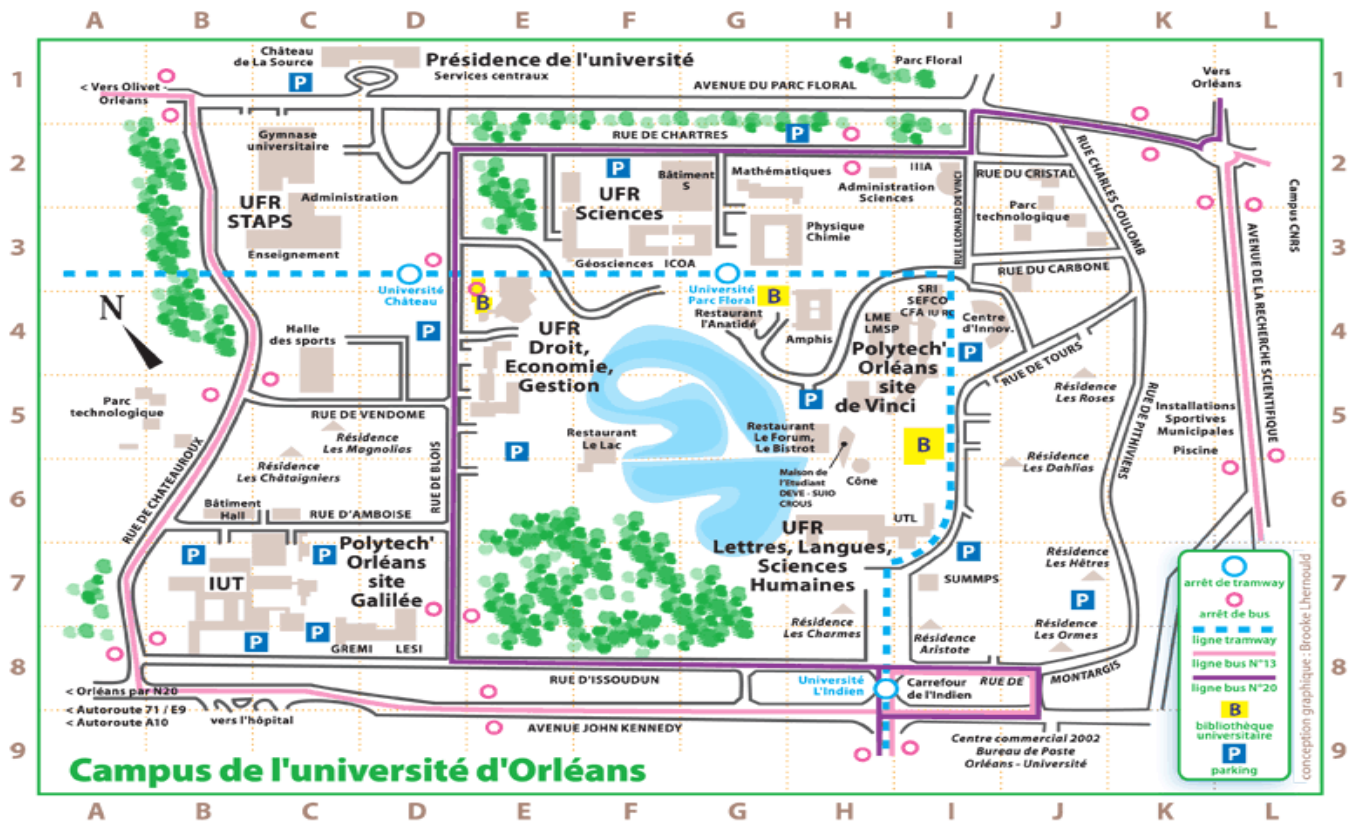 A B C D E F G H I J K L
1 1
Château
de La Source
Présidence de l'université
Services centraux
Parc Floral
Vers
Orléans
< Vers Olivet -
Orléans
AVENUE DU PARC FLORAL
RUE DE CHARTRES
P
P
2 2
Gymnase
universitaire
Administration
UFR
STAPS
Enseignement
P
UFR
Sciences
Bâtiment
S
Mathématiques
IIIA
Administration
Sciences
RUE LEONARD DE VINCI
RUE DU CRISTAL
RUE CHARLES COULOMB
Parc
technologique
Campus CNRS
3 3
Physique
Chimie
Géosciences ICOA
RUE DU CARBONE
AVENUE DE LA RECHERCHE SCIENTIFIQUE
N
Université
Château
B
Université
Parc Floral
B
Restaurant
l'Anatidé
SRI
SEFCO
CFA IU RC
4 4
Halle
des sports
P
UFR
Droit,
Economie,
Gestion
Amphis
LME
LMSP
Centre
d'Innov.
P
Polytech'
Orléans
site
de Vinci
RUE DE TOURS
Résidence
Les Roses
RUE DE PITHIVIERS
5 5
Parc
technologique
RUE DE VENDOME
Résidence
Les Magnolias
Résidence
Les Châtaigniers
RUE DE BLOIS
P
Restaurant
Le Lac
P
Restaurant
Le Forum,
Le Bistrot
B
Installations
Sportives
Municipales
Piscine
Résidence
Les Dahlias
6 6
RUE DE CHATEAUROUX
Bâtiment
Hall
RUE D'AMBOISE
Maison de
l'Etudiant
DEVE - SUIO
CROUS
Cône
UTL
UFR
Lettres, Langues,
Sciences
Humaines
7 7
P
P
IUT
Polytech'
Orléans
site
Galilée
P
P
GREMI LESI
P
SUMMPS
Résidence
Les Hêtres
P
Résidence
Les Ormes
Résidence
Les Charmes
Résidence
Aristote
8 8
RUE D'ISSOUDUN
Université
L'Indien
Carrefour
de l'Indien
RUE DE
MONTARGIS
< Orléans par N20
< Autoroute 71 / E9
< Autoroute A10
vers l'hôpital
AVENUE JOHN KENNEDY
9 9
Centre commercial 2002
Bureau de Poste
Orléans - Université
Campus de l'université d'Orléans
arrêt de tramway
arrêt de bus
ligne tramway
ligne bus N°13
ligne bus N°20
B
bibliothèque
universitaire
P
parking
conception graphique : Brooke Lhernould
A B C D E F G H I J K L